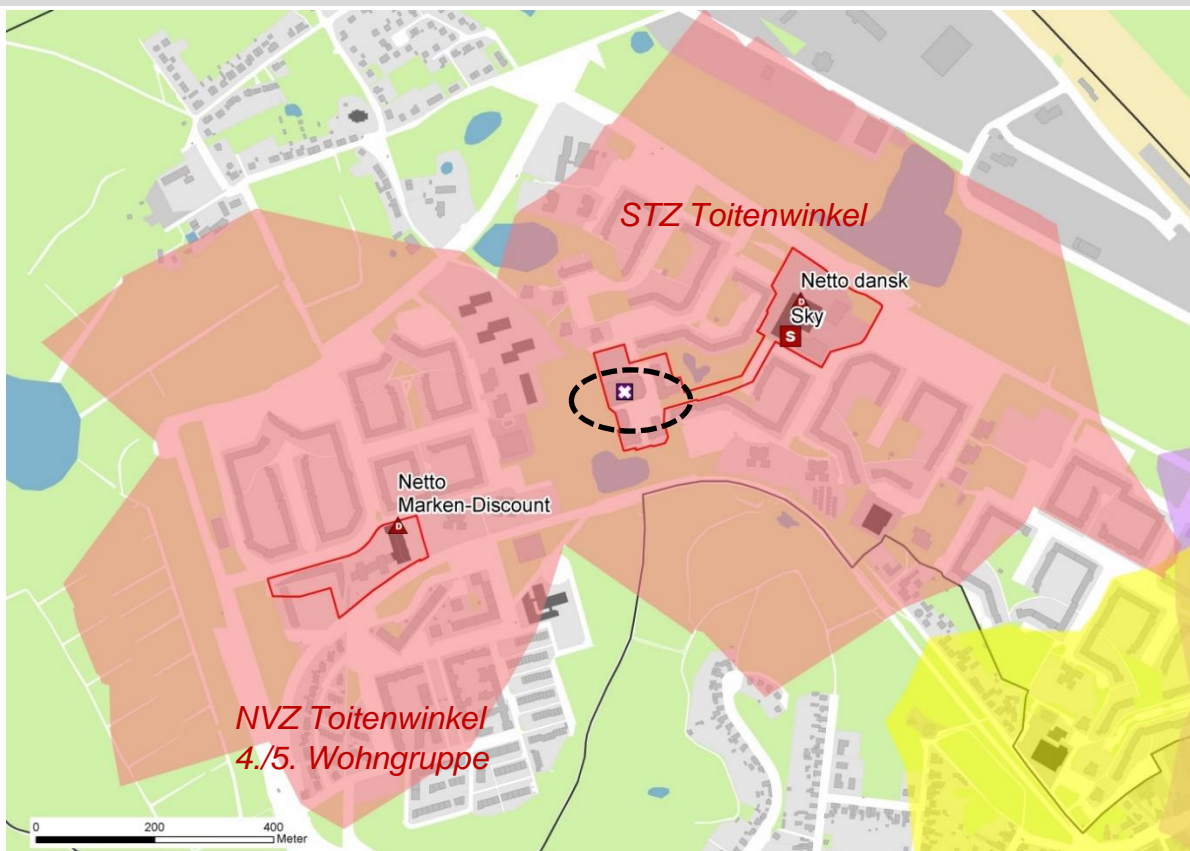 STZ Toitenwinkel
Netto dansk
D
Sky
S
Netto
Marken-Discount
D
NVZ Toitenwinkel
4./5. Wohngruppe
0 200 400
Meter